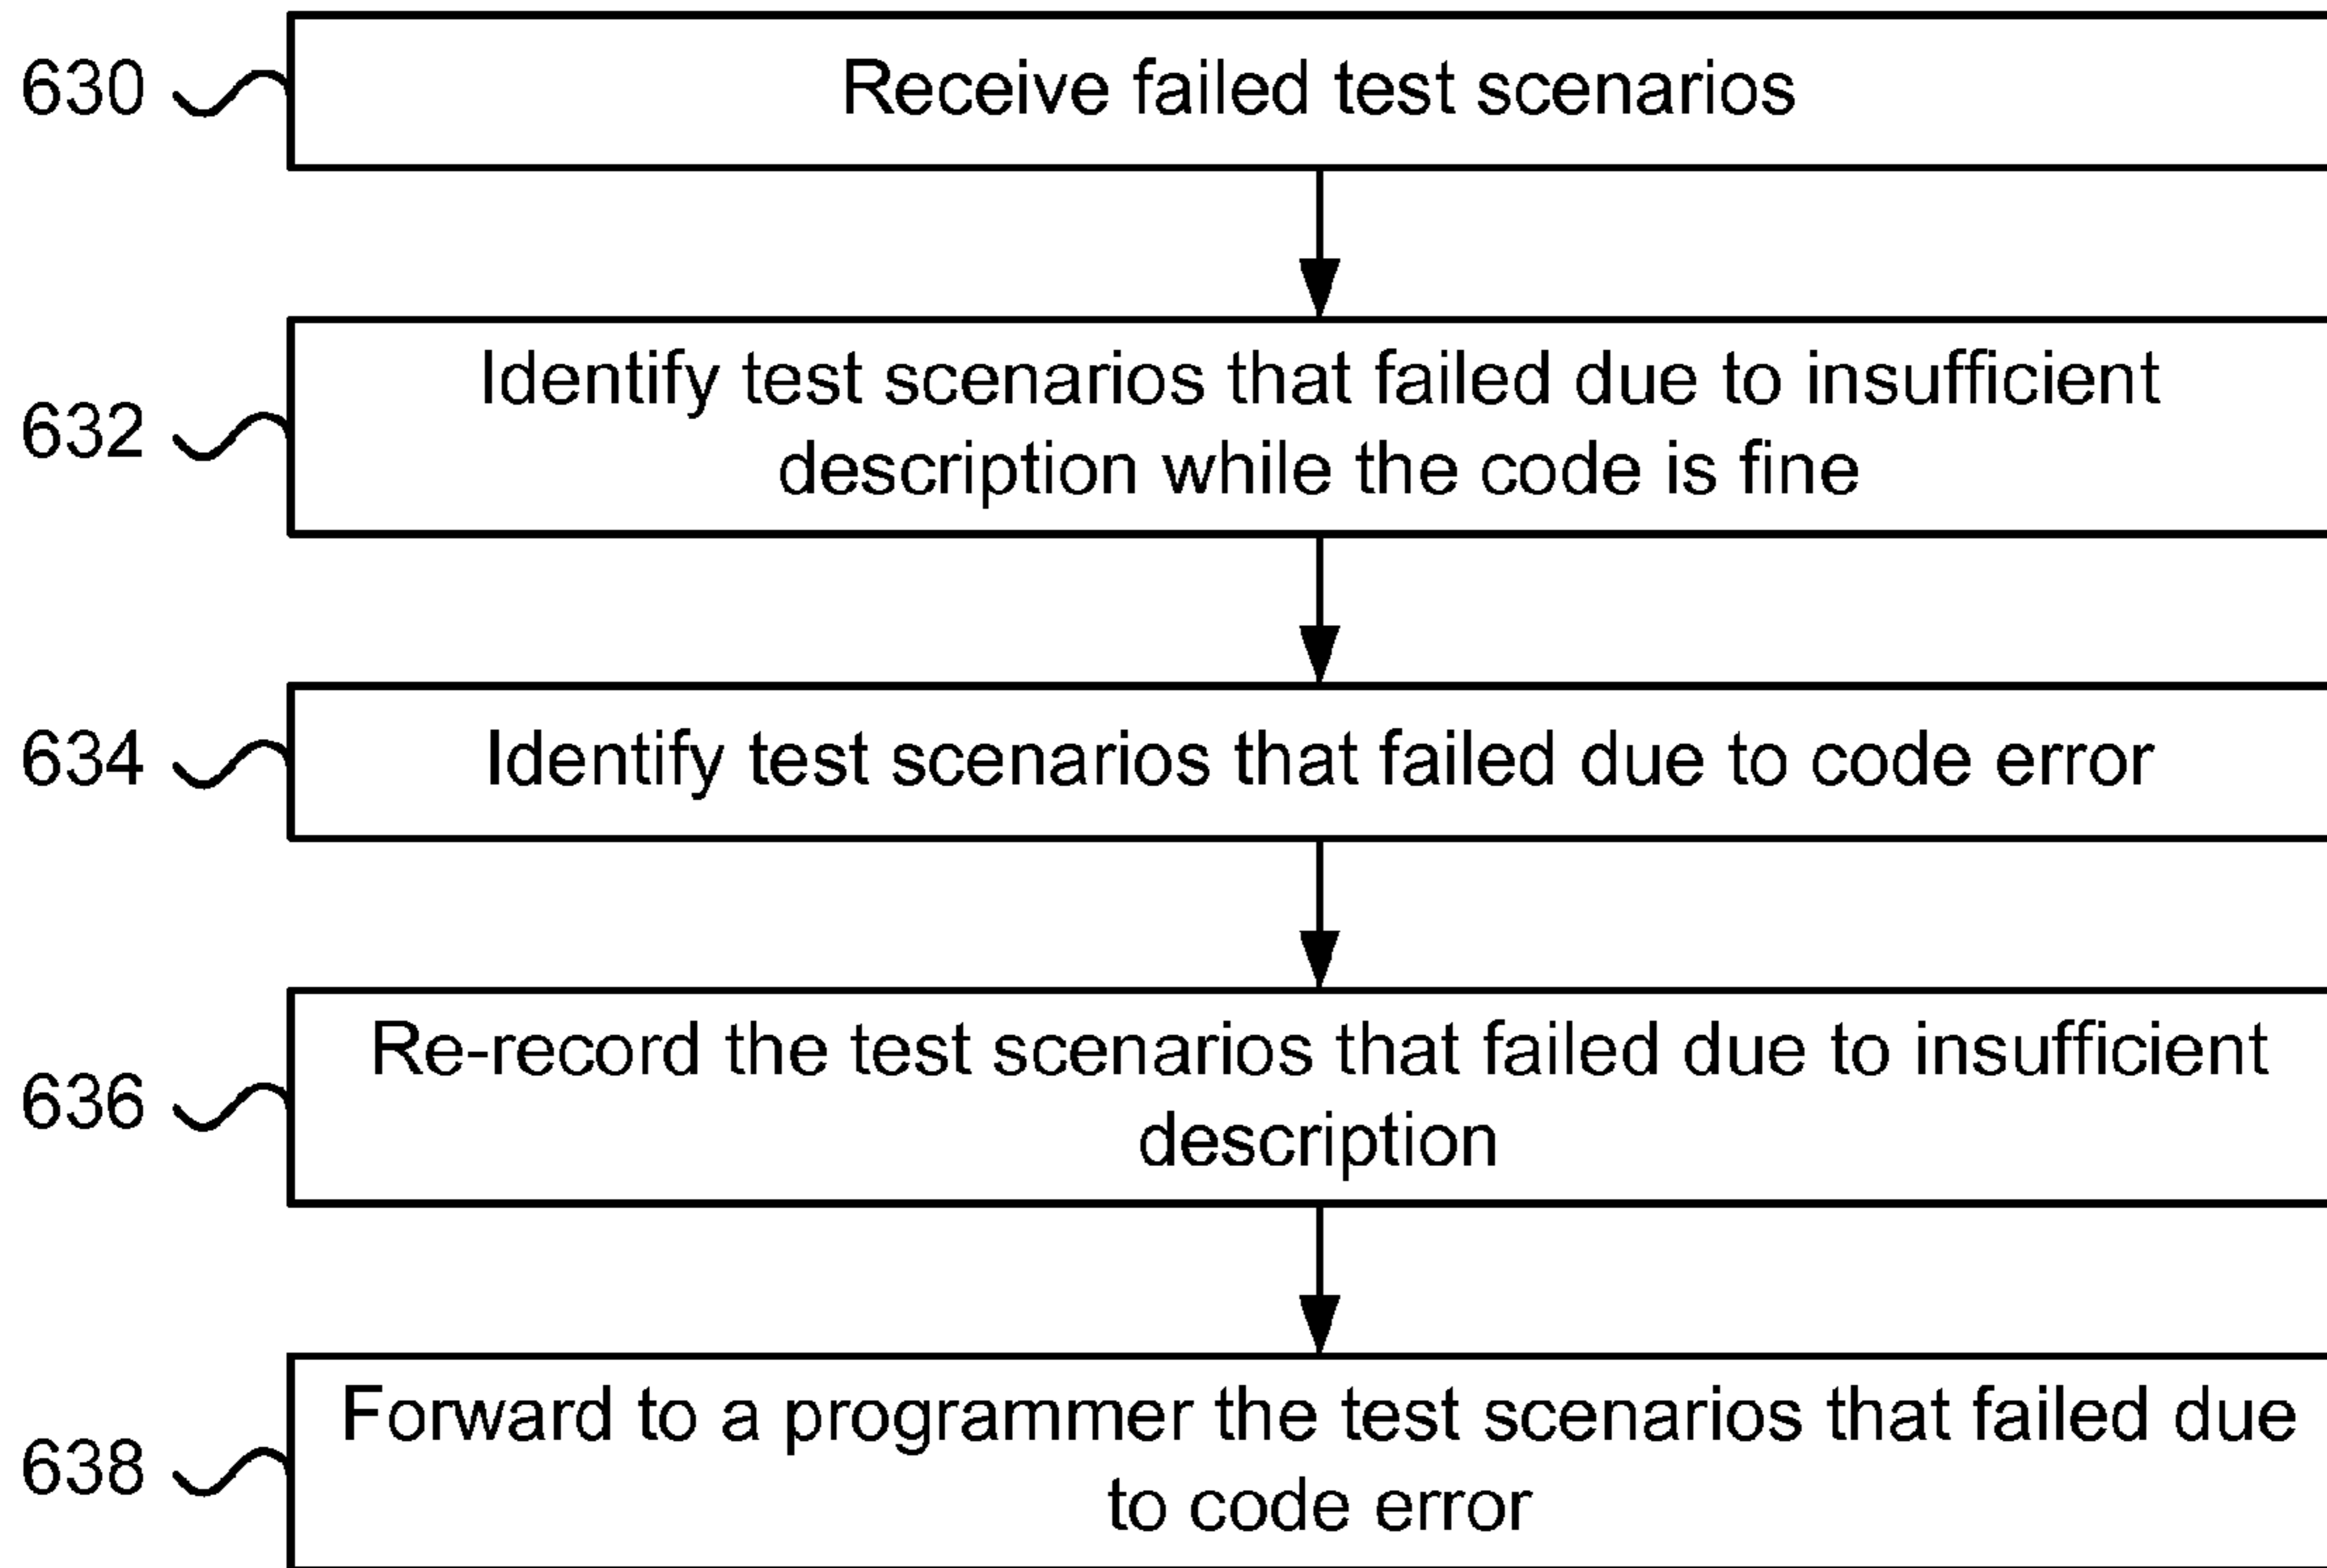 630
Receive failed test scenarios
632
Identify test scenarios that failed due to insufficient
description while the code is fine
634
Identify test scenarios that failed due to code error
636
Re-record the test scenarios that failed due to insufficient
description
638
Forward to a programmer the test scenarios that failed due
to code error